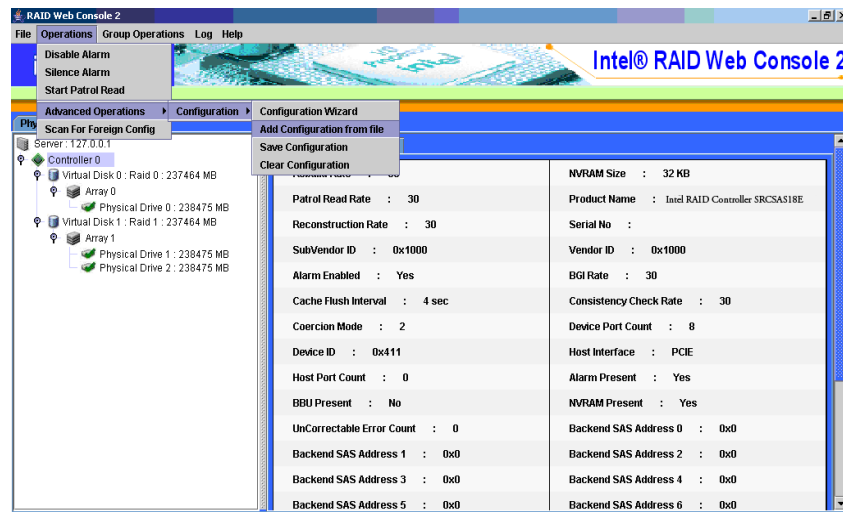 RAID Web Console 2
File Operations Group Operations Log Help
Disable Alarm
Silence Alarm
Start Patrol Read
Advanced Operations
Scan For Foreign Config
Configuration
Configuration Wizard
Add Configuration from file
Save Configuration
Clear Configuration
intel
Intel® RAID Web Console 2
Phy
Server : 127.0.0.1
Controller 0
Virtual Disk 0 : Raid 0 : 237464 MB
Array 0
Physical Drive 0 : 238475 MB
Virtual Disk 1 : Raid 1 : 237464 MB
Array 1
Physical Drive 1 : 238475 MB
Physical Drive 2 : 238475 MB
NVRAM Size : 32 KB
Patrol Read Rate : 30
Product Name : Intel RAID Controller SRCSAS18E
Reconstruction Rate : 30
Serial No :
SubVendor ID : 0x1000
Vendor ID : 0x1000
Alarm Enabled : Yes
BGI Rate : 30
Cache Flush Interval : 4 sec
Consistency Check Rate : 30
Coercion Mode : 2
Device Port Count : 8
Device ID : 0x411
Host Interface : PCIE
Host Port Count : 0
Alarm Present : Yes
BBU Present : No
NVRAM Present : Yes
UnCorrectable Error Count : 0
Backend SAS Address 0 : 0x0
Backend SAS Address 1 : 0x0
Backend SAS Address 2 : 0x0
Backend SAS Address 3 : 0x0
Backend SAS Address 4 : 0x0
Backend SAS Address 5 : 0x0
Backend SAS Address 6 : 0x0